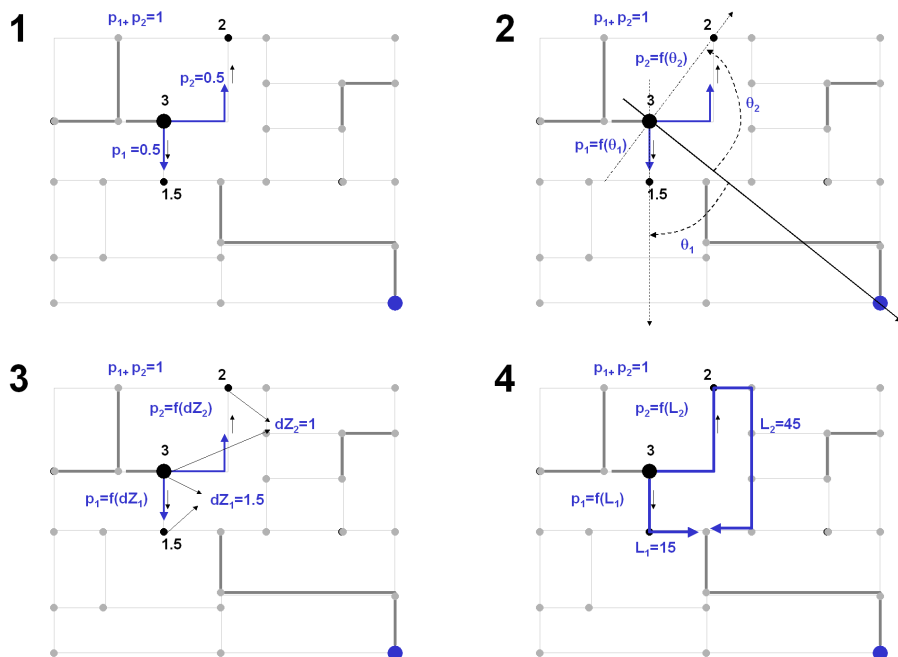 1
p₁₊ p₂=1
2
p₂=0.5
3
p₁ =0.5
1.5
2
p₁₊ p₂=1
2
p₂=f(θ₂)
3
θ₂
p₁=f(θ₁)
1.5
θ₁
3
p₁₊ p₂=1
2
p₂=f(dZ₂)
dZ₂=1
3
p₁=f(dZ₁)
dZ₁=1.5
1.5
4
p₁₊ p₂=1
2
p₂=f(L₂)
L₂=45
3
p₁=f(L₁)
L₁=15